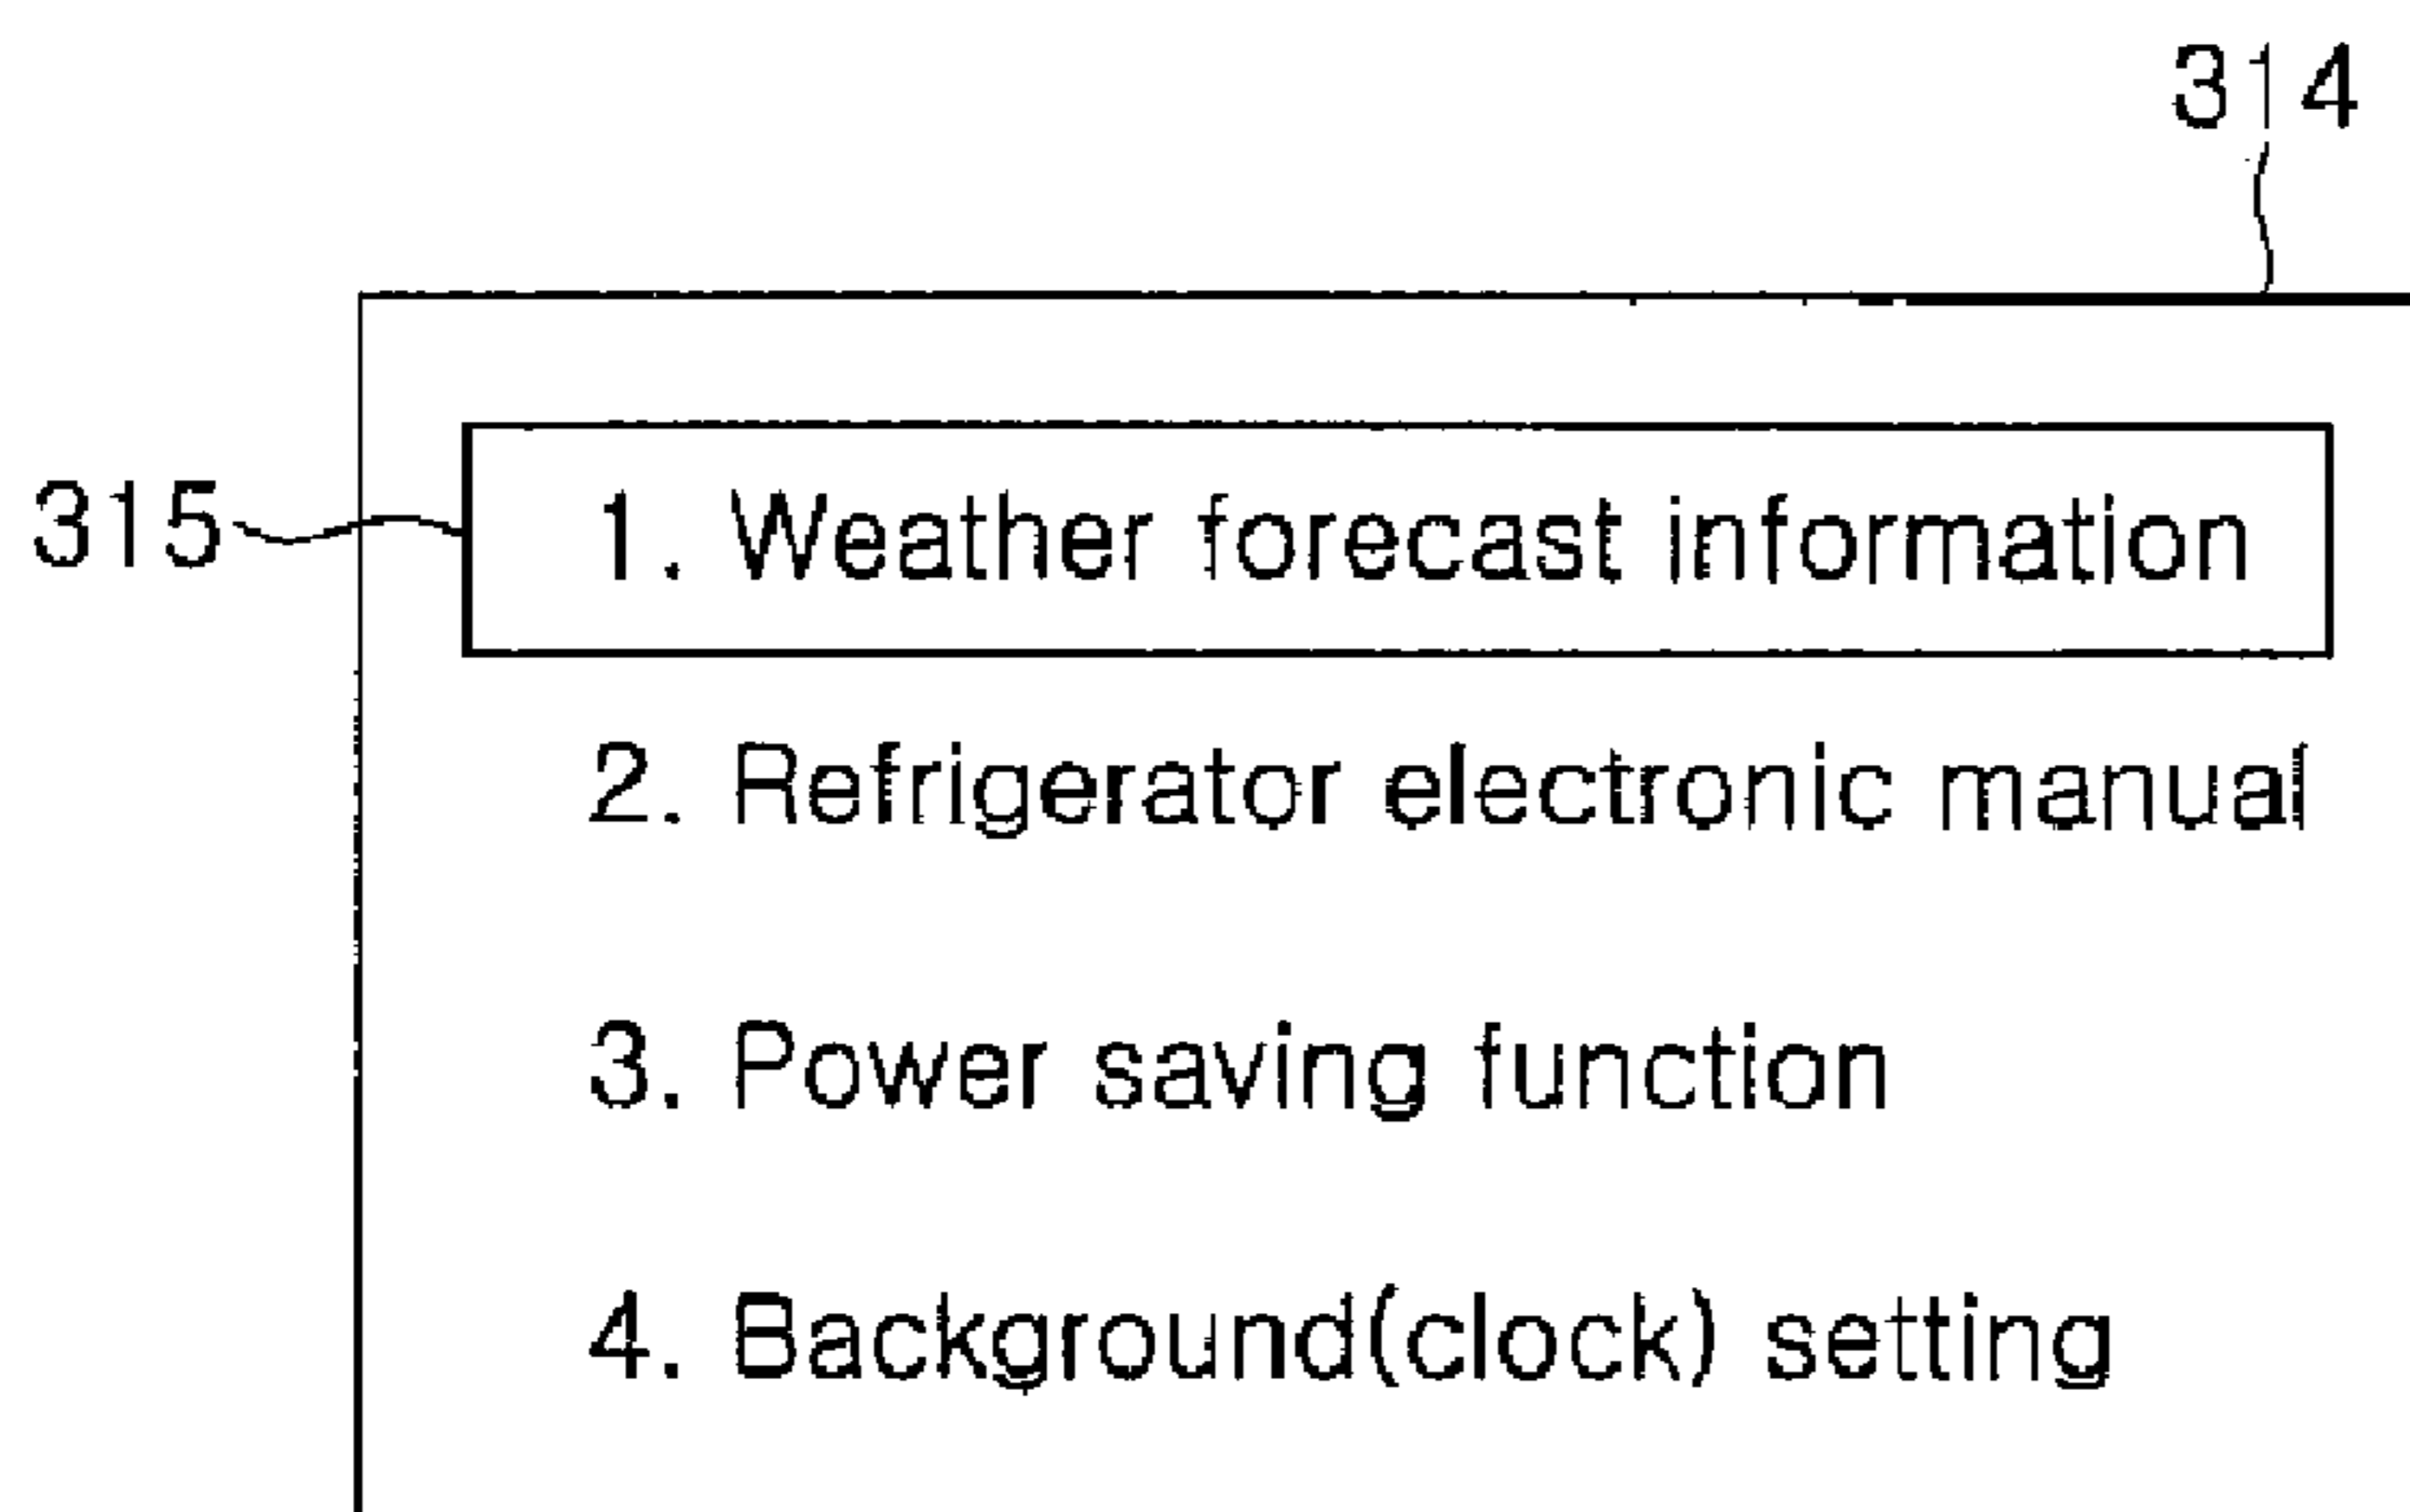 314
315
1. Weather forecast information
2. Refrigerator electronic manual
3. Power saving function
4. Background(clock) setting